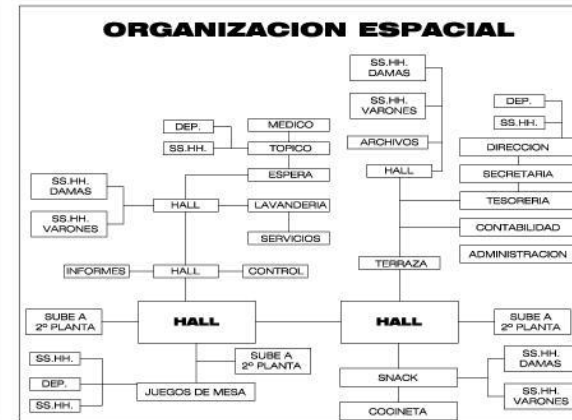 ORGANIZACION ESPACIAL
SS.HH.
DAMAS
SS.HH.
VARONES
ARCHIVOS
HALL
DEP.
SS.HH.
DIRECCION
SECRETARIA
TESORERIA
CONTABILIDAD
ADMINISTRACION
TERRAZA
MEDICO
DEP.
TOPICO
SS.HH.
ESPERA
SS.HH.
DAMAS
HALL
LAVANDERIA
SS.HH.
VARONES
SERVICIOS
INFORMES
HALL
CONTROL
SUBE A
2º PLANTA
HALL
HALL
SUBE A
2º PLANTA
SS.HH.
DEP.
SS.HH.
SUBE A
2º PLANTA
JUEGOS DE MESA
SNACK
SS.HH.
DAMAS
SS.HH.
VARONES
COCINETA